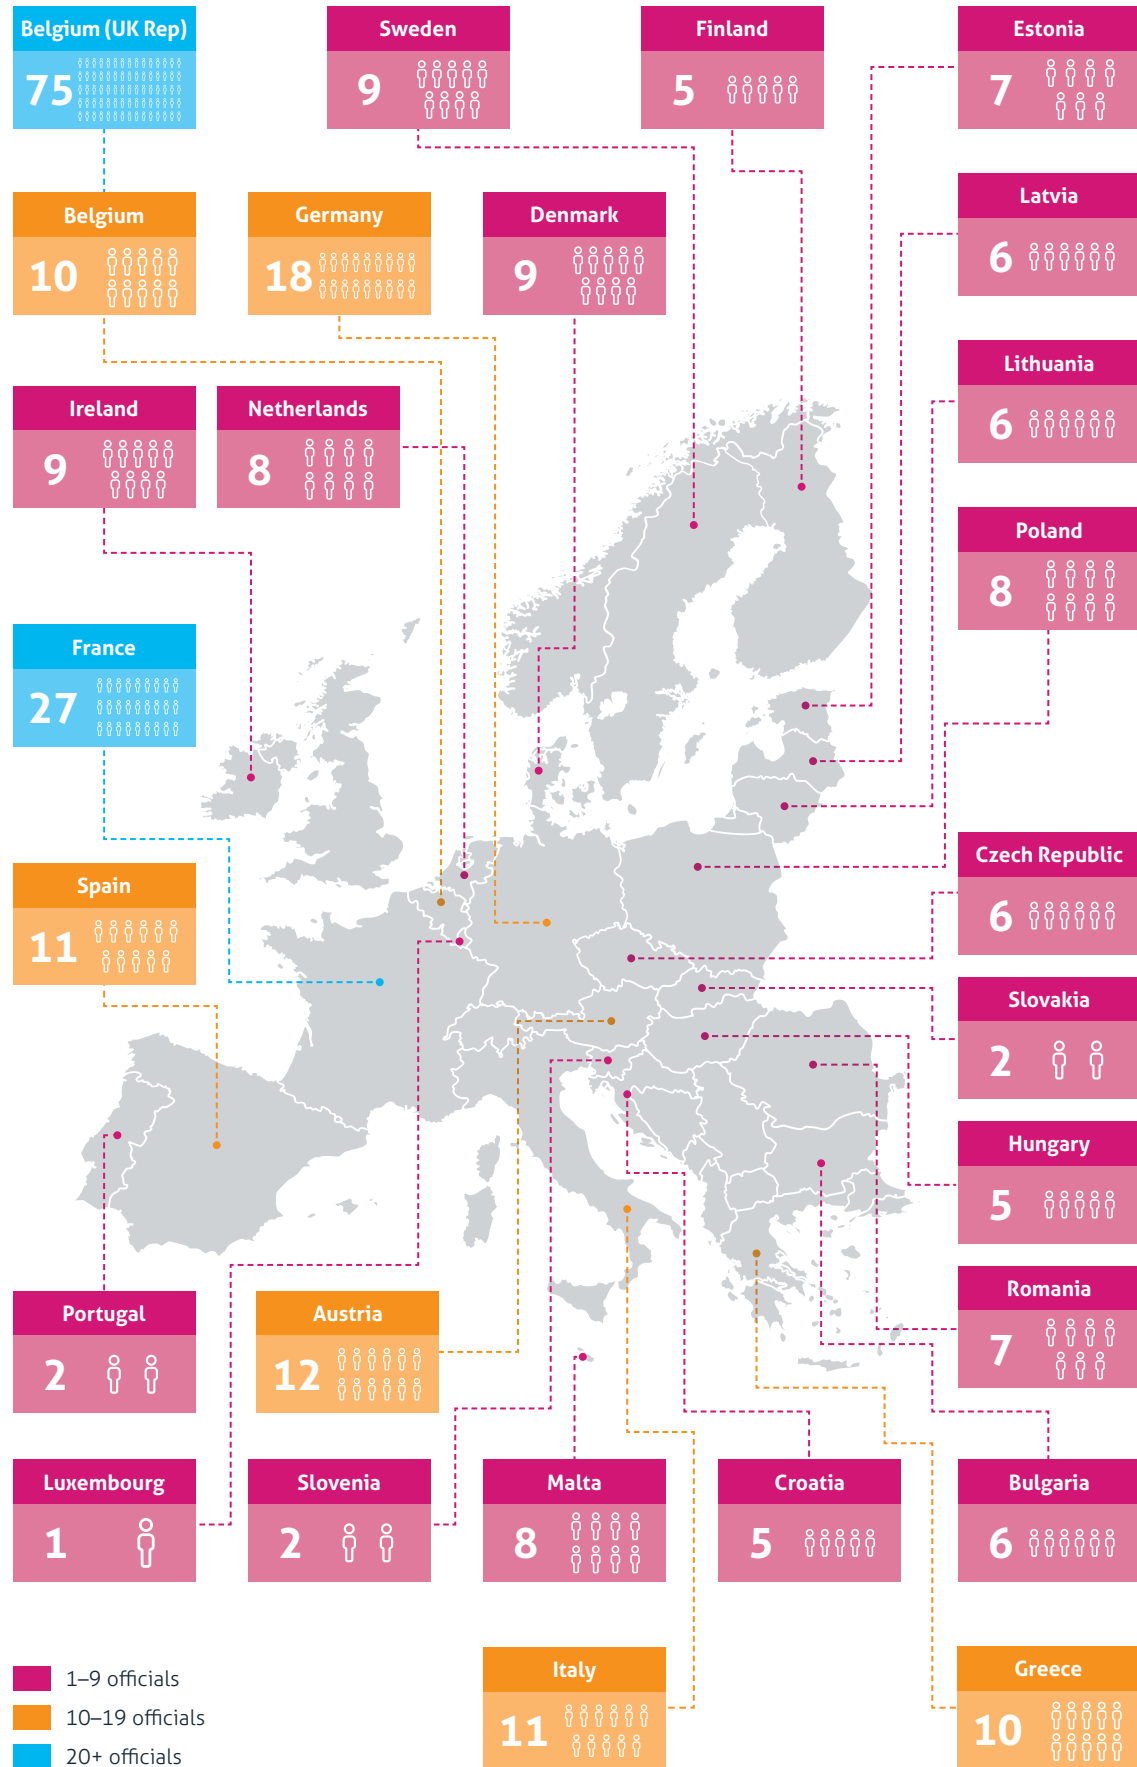 Belgium (UK Rep)
75
Sweden
9
Finland
5
Estonia
7
Belgium
10
Germany
18
Denmark
9
Latvia
6
Ireland
9
Netherlands
8
Lithuania
6
Poland
8
France
27
Spain
11
Czech Republic
6
Slovakia
2
Hungary
5
Portugal
2
Austria
12
Romania
7
Luxembourg
1
Slovenia
2
Malta
8
Croatia
5
Bulgaria
6
Italy
11
Greece
10
1–9 officials
10–19 officials
20+ officials